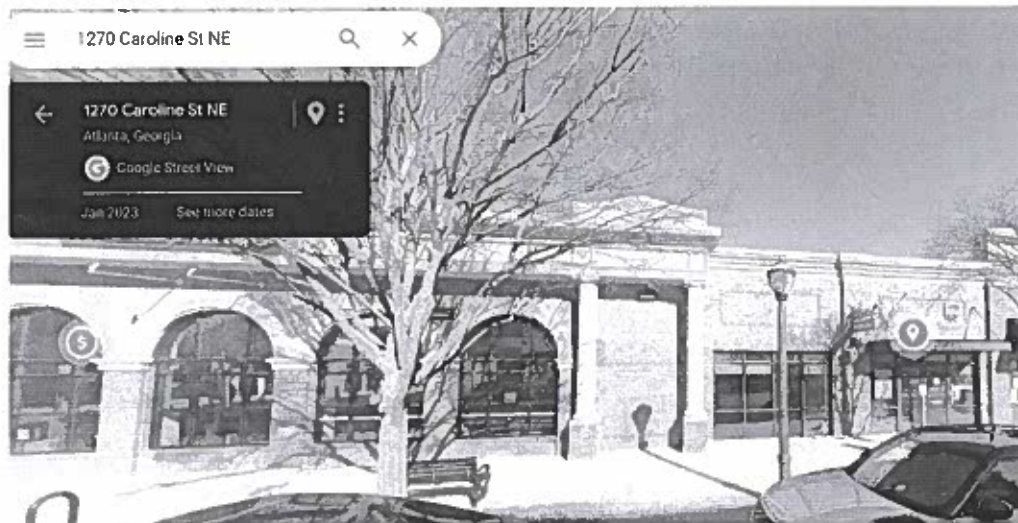 1270 Caroline St NE
1270 Caroline St NE
Atlanta, Georgia
Google Street View
Jan 2023 See more dates
$